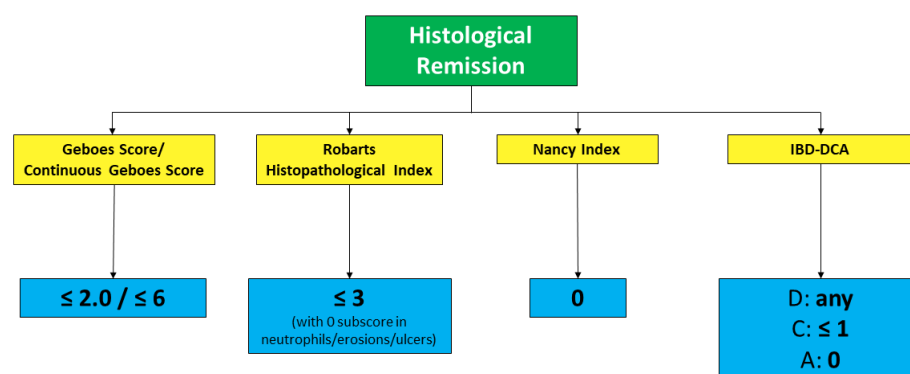 Histological
Remission
Geboes Score/
Continuous Geboes Score
Robarts
Histopathological Index
Nancy Index
IBD-DCA
≤ 2.0 / ≤ 6
≤ 3
(with 0 subscore in
neutrophils/erosions/ulcers)
0
D: any
C: ≤ 1
A: 0